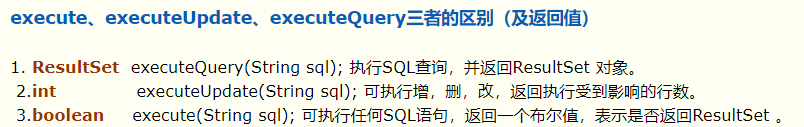 execute、executeUpdate、executeQuery三者的区别（及返回值）
1. ResultSet executeQuery(String sql); 执行SQL查询，并返回ResultSet 对象。
2.int executeUpdate(String sql); 可执行增，删，改，返回执行受到影响的行数。
3.boolean execute(String sql); 可执行任何SQL语句，返回一个布尔值，表示是否返回ResultSet 。